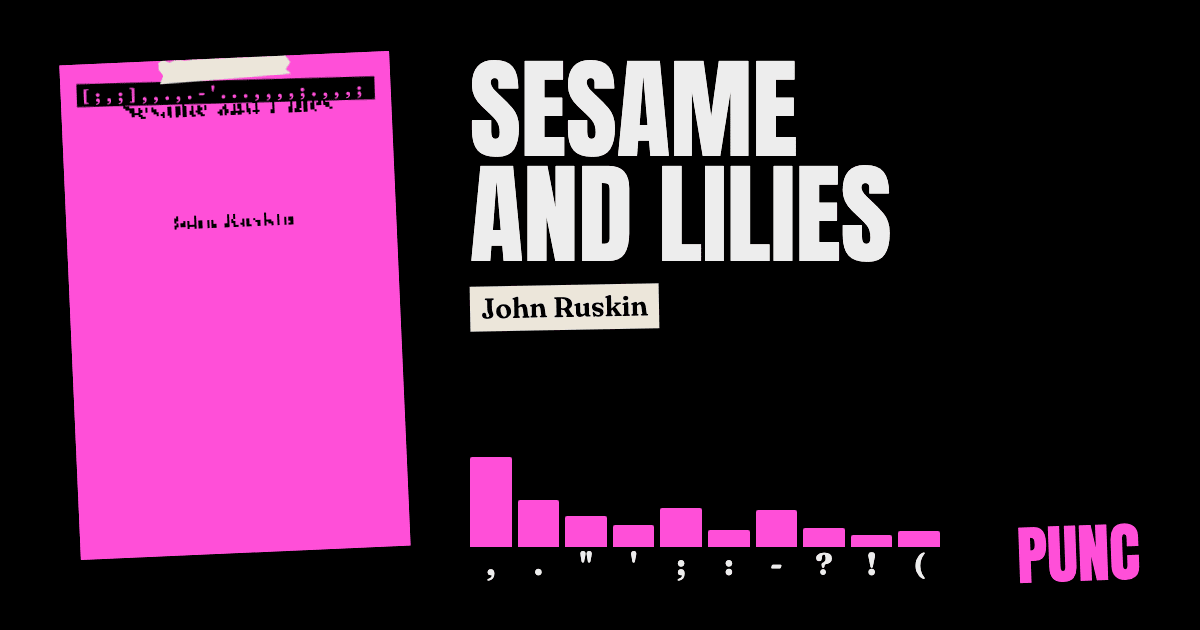 [;,;],,.,.-'...,,,,;.,,,;
SESAME
AND LILIES
John Ruskin
, . " ' ; : - ? ! (
PUNC